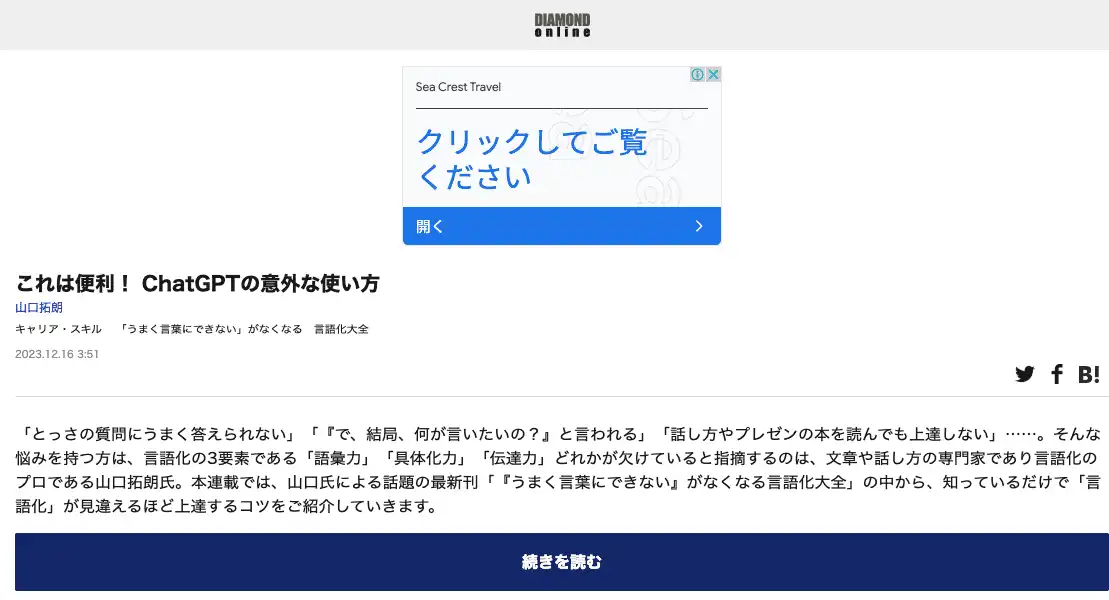 DIAMOND
online
Sea Crest Travel
クリックしてご覧
ください
開く
これは便利! ChatGPTの意外な使い方
山口拓朗
キャリア・スキル 「うまく言葉にできない」がなくなる 言語化大全
2023.12.16 3:51
B!
「とっさの質問にうまく答えられない」「『で、結局、何が言いたいの？』と言われる」「話し方やプレゼンの本を読んでも上達しない」……。そんな
悩みを持つ方は、言語化の3要素である「語彙力」「具体化力」「伝達力」どれかが欠けていると指摘するのは、文章や話し方の専門家であり言語化の
プロである山口拓朗氏。本連載では、山口氏による話題の最新刊「『うまく言葉にできない』がなくなる言語化大全」の中から、知っているだけで「言
語化」が見違えるほど上達するコツをご紹介していきます。
続きを読む